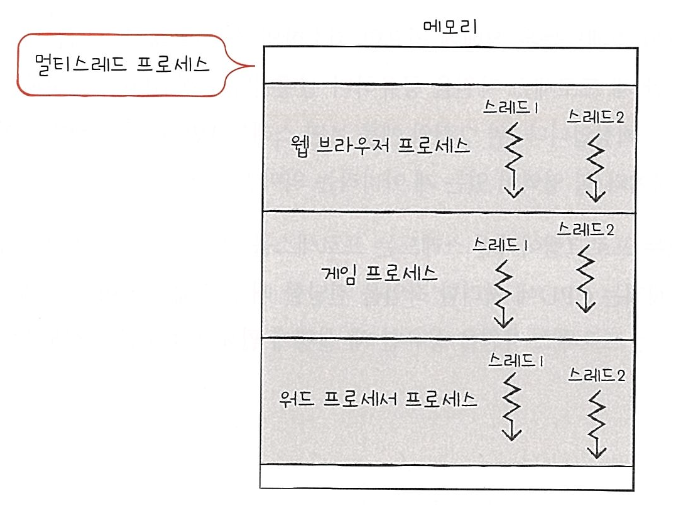 메모리
멀티스레드 프로세스
스레드1
스레드2
웹 브라우저 프로세스
스레드1
스레드2
게임 프로세스
스레드1
스레드2
워드 프로세서 프로세스